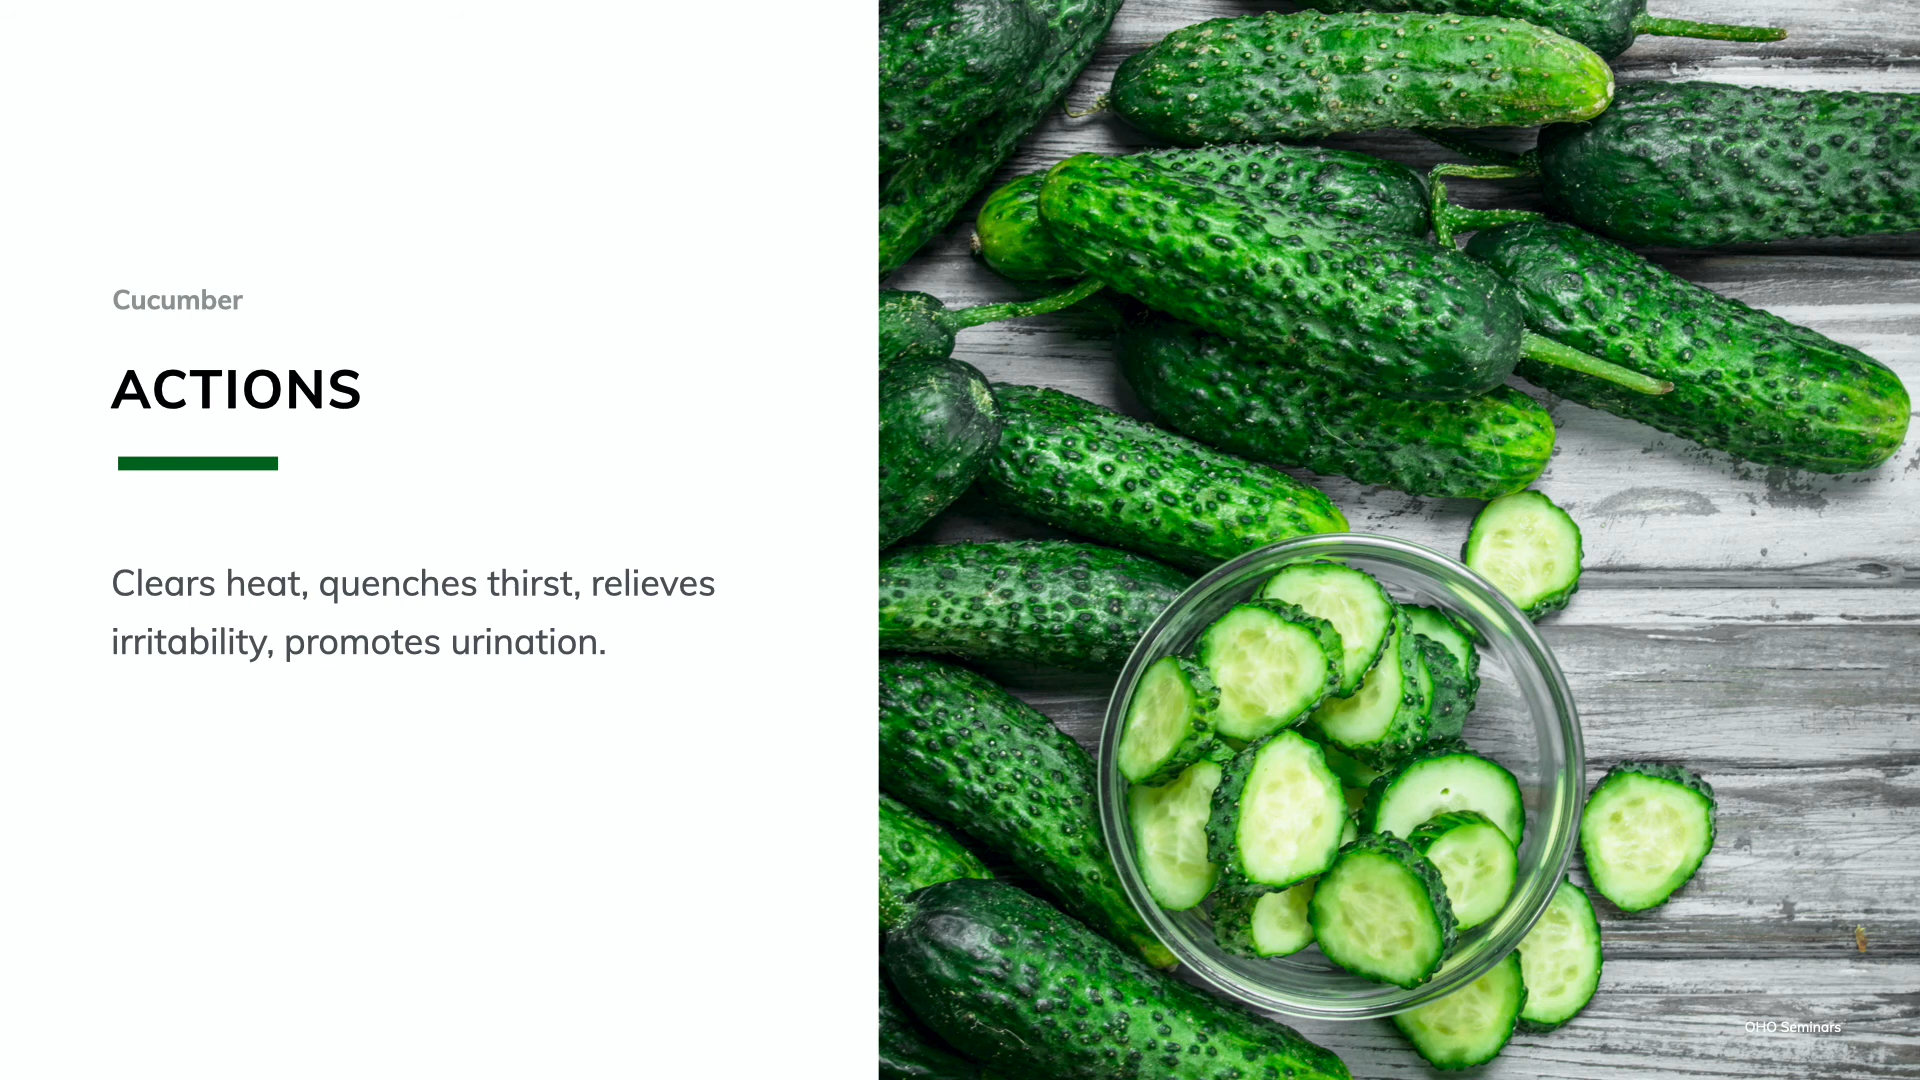 Cucumber
ACTIONS
Clears heat, quenches thirst, relieves
irritability, promotes urination.
OHO Seminars